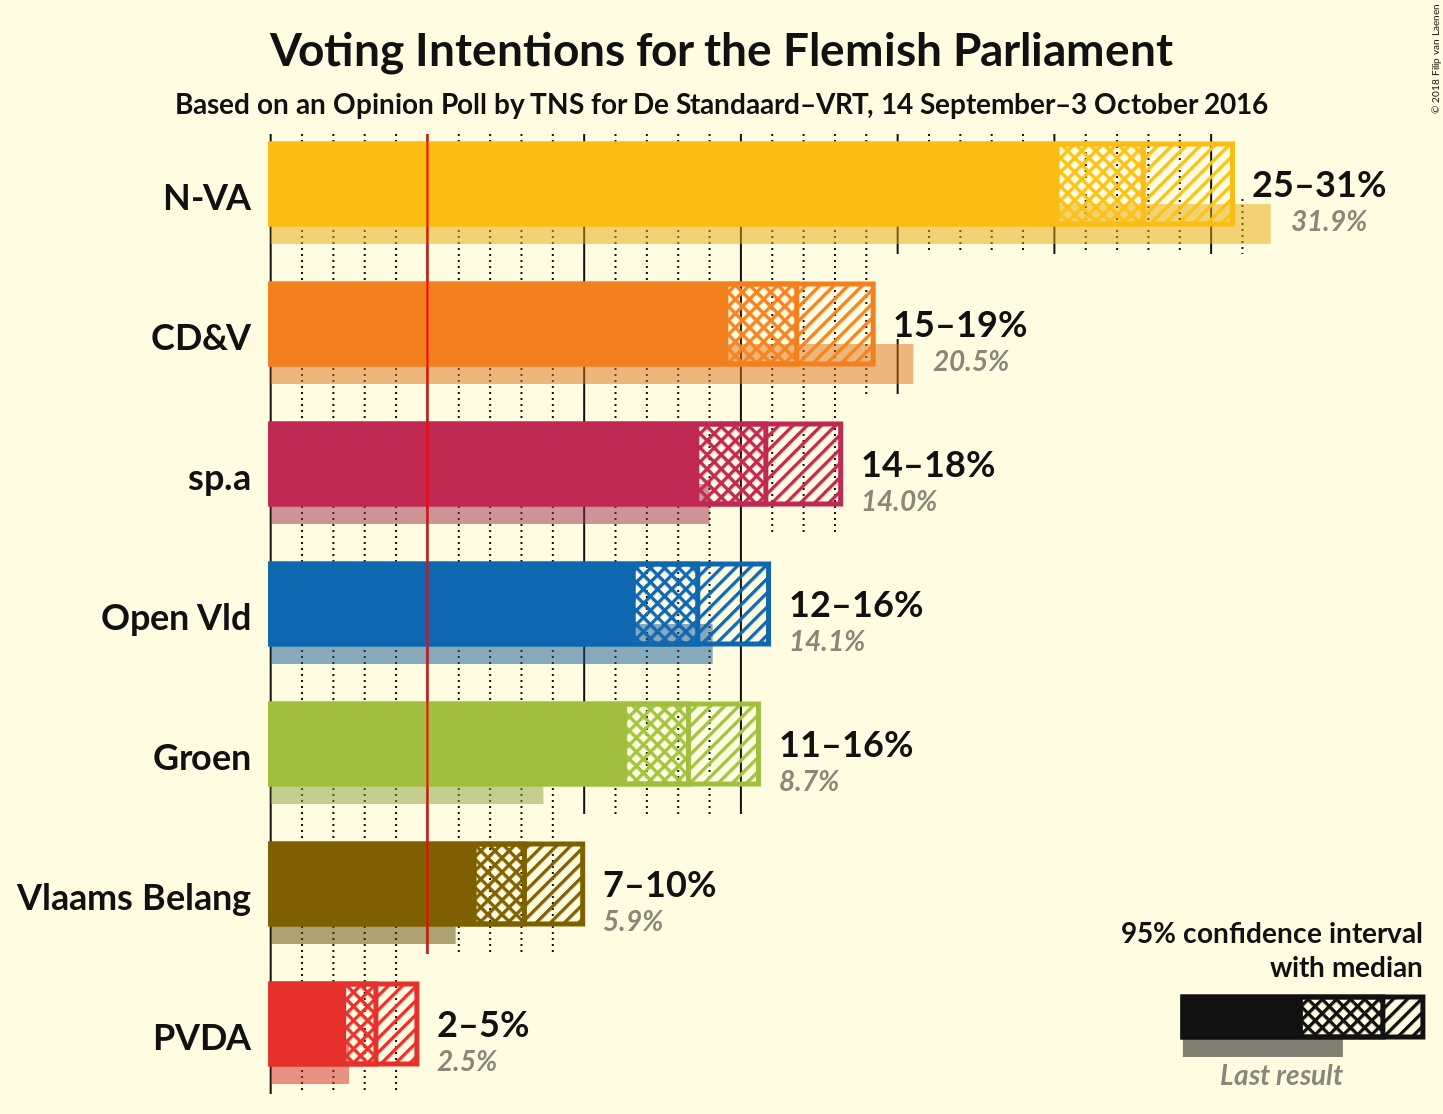 Voting Intentions for the Flemish Parliament
Based on an Opinion Poll by TNS for De Standaard–VRT, 14 September–3 October 2016
© 2018 Filip van Laenen
N-VA
25–31%
31.9%
CD&V
15–19%
20.5%
sp.a
14–18%
14.0%
Open Vld
12–16%
14.1%
Groen
11–16%
8.7%
Vlaams Belang
7–10%
5.9%
PVDA
2–5%
2.5%
95% confidence interval
with median
Last result